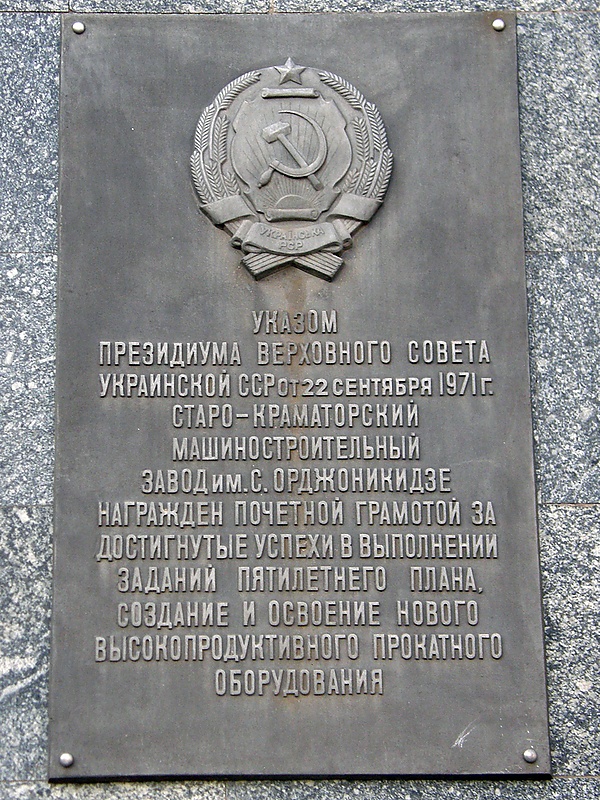 УКРАЇНСЬКА
РСР
УКАЗОМ
ПРЕЗИДИУМА ВЕРХОВНОГО СОВЕТА
УКРАИНСКОЙ ССР ОТ 22 СЕНТЯБРЯ 1971 г.
СТАРО-КРАМАТОРСКИЙ
МАШИНОСТРОИТЕЛЬНЫЙ
ЗАВОД им. С. ОРДЖОНИКИДЗЕ
НАГРАЖДЕН ПОЧЕТНОЙ ГРАМОТОЙ ЗА
ДОСТИГНУТЫЕ УСПЕХИ В ВЫПОЛНЕНИИ
ЗАДАНИЙ ПЯТИЛЕТНЕГО ПЛАНА,
СОЗДАНИЕ И ОСВОЕНИЕ НОВОГО
ВЫСОКОПРОДУКТИВНОГО ПРОКАТНОГО
ОБОРУДОВАНИЯ